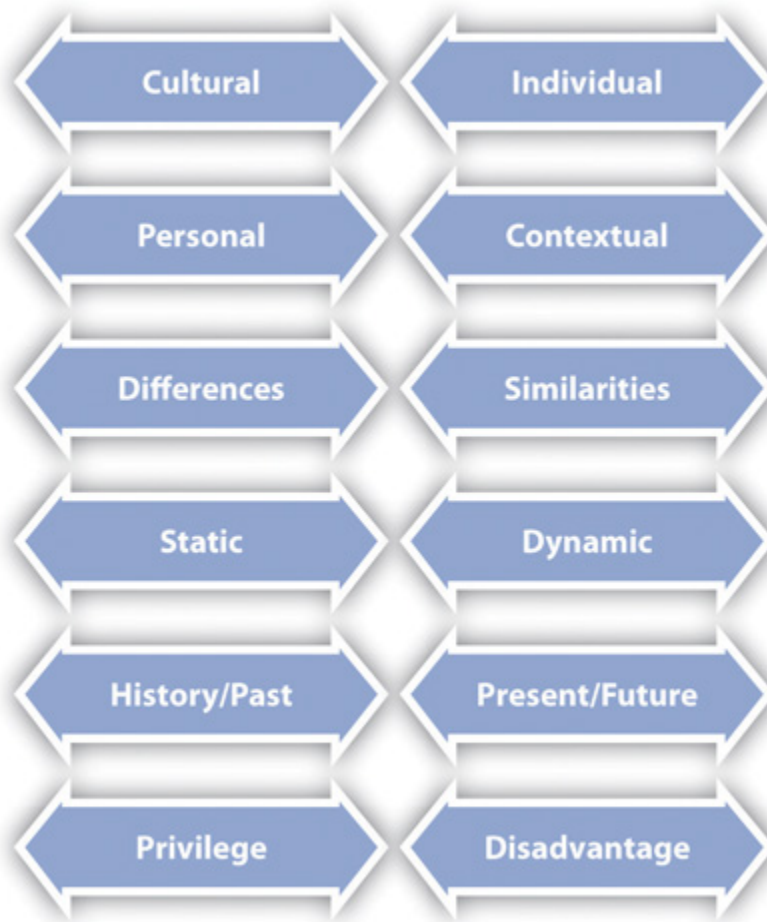 Cultural Individual
Personal Contextual
Differences Similarities
Static Dynamic
History/Past Present/Future
Privilege Disadvantage